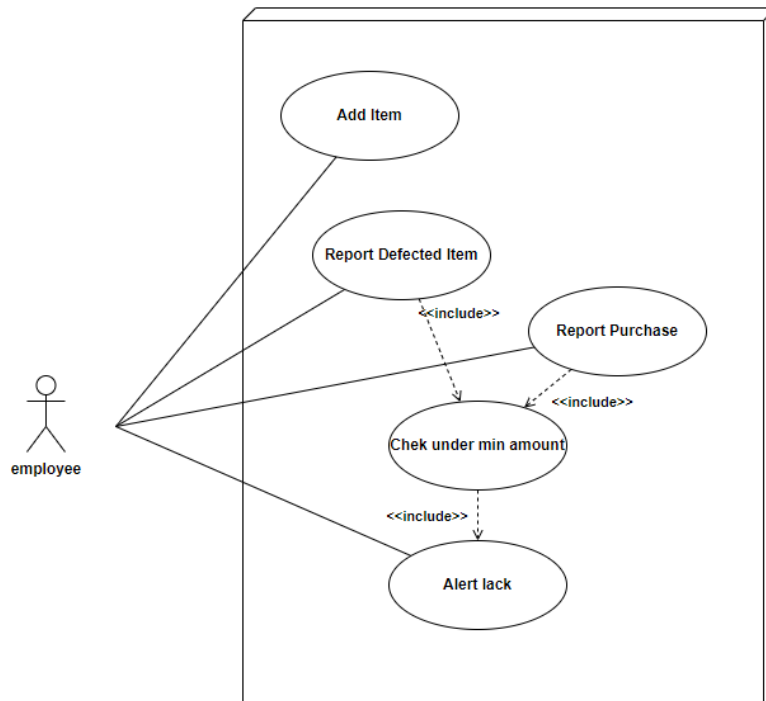 Add Item
Report Defected Item
<<include>>
Report Purchase
<<include>>
Chek under min amount
employee
<<include>>
Alert lack